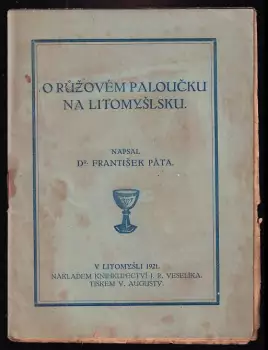 O RŮŽOVÉM PALOUČKU
NA LITOMYŠLSKU.
NAPSAL
DR. FRANTIŠEK PÁTA.
V LITOMYŠLI 1921.
NÁKLADEM KNIHKUPECTVÍ J. R. VESELÍKA.
TISKEM V. AUGUSTY.